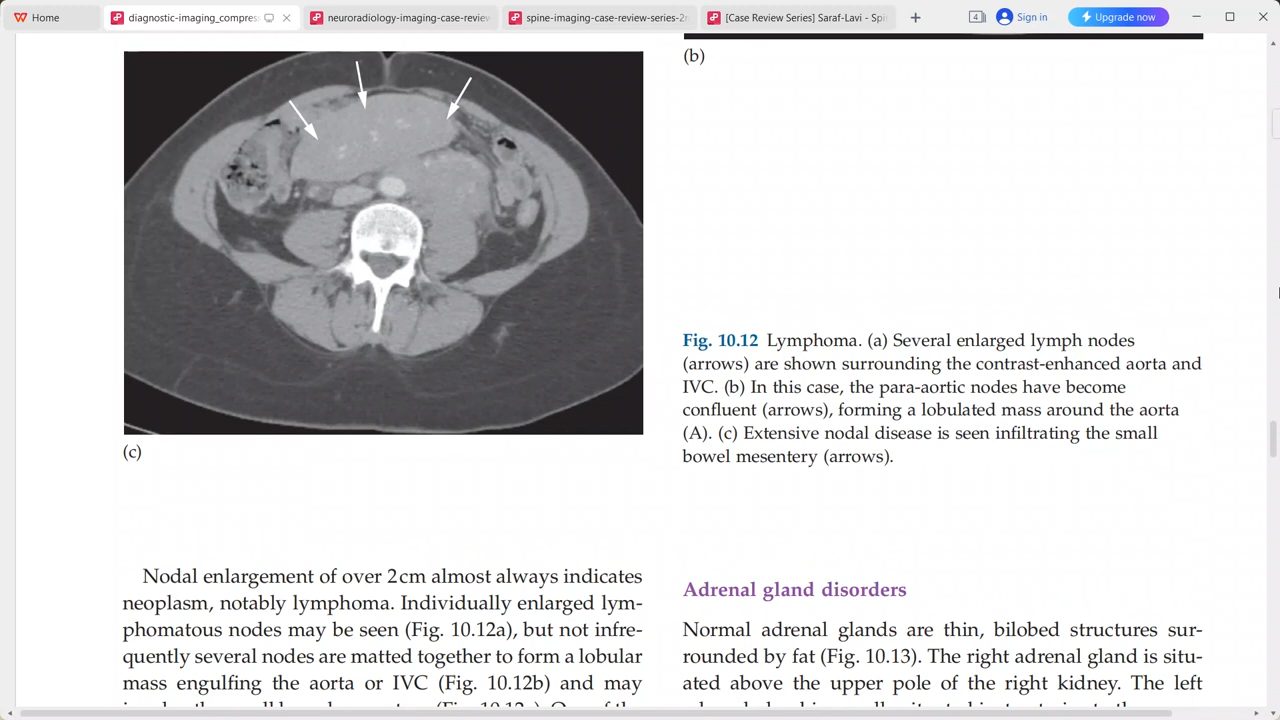 Home
diagnostic-imaging_compres
neuroradiology-imaging-case-review
spine-imaging-case-review-series-2
[Case Review Series] Saraf-Lavi - Spi
4
Sign in
Upgrade now
(b)
(c)
Fig. 10.12 Lymphoma. (a) Several enlarged lymph nodes
(arrows) are shown surrounding the contrast-enhanced aorta and
IVC. (b) In this case, the para-aortic nodes have become
confluent (arrows), forming a lobulated mass around the aorta
(A). (c) Extensive nodal disease is seen infiltrating the small
bowel mesentery (arrows).
Nodal enlargement of over 2 cm almost always indicates
neoplasm, notably lymphoma. Individually enlarged lym-
phomatous nodes may be seen (Fig. 10.12a), but not infre-
quently several nodes are matted together to form a lobular
mass engulfing the aorta or IVC (Fig. 10.12b) and may
Adrenal gland disorders
Normal adrenal glands are thin, bilobed structures sur-
rounded by fat (Fig. 10.13). The right adrenal gland is situ-
ated above the upper pole of the right kidney. The left